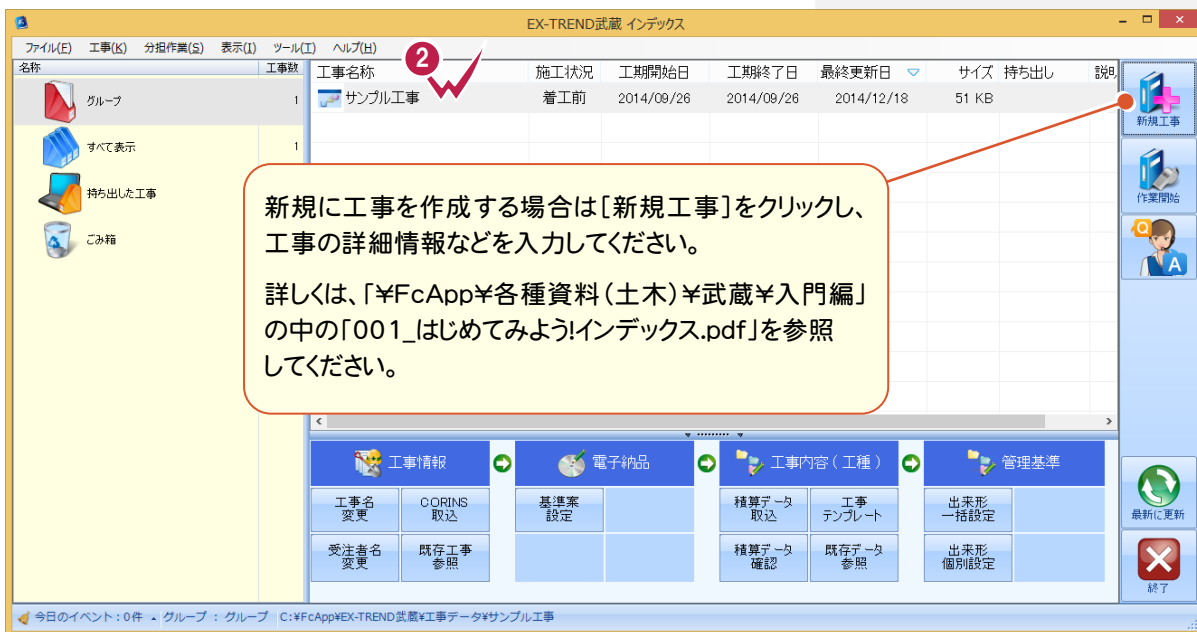 EX-TREND武蔵 インデックス
ファイル(F) 工事(K) 分担作業(S) 表示(I) ツール(T) ヘルプ(H)
名称 工事数
グループ 1
すべて表示 1
持ち出した工事
ごみ箱
工事名称 施工状況 工期開始日 工期終了日 最終更新日 サイズ 持ち出し 説
2
サンプル工事 着工前 2014/09/26 2014/09/26 2014/12/18 51 KB
新規に工事を作成する場合は[新規工事]をクリックし、
工事の詳細情報などを入力してください。
詳しくは、「¥FcApp¥各種資料(土木)¥武蔵¥入門編」
の中の「001_はじめてみよう!インデックス.pdf」を参照
してください。
新規工事
作業開始
Q
A
最新に更新
終了
工事情報 電子納品 工事内容(工種) 管理基準
工事名
変更
CORINS
取込
基準案
設定
積算データ
取込
工事
テンプレート
出来形
一括設定
受注者名
変更
既存工事
参照
積算データ
確認
既存データ
参照
出来形
個別設定
今日のイベント:0件 グループ : グループ C:¥FcApp¥EX-TREND武蔵¥工事データ¥サンプル工事